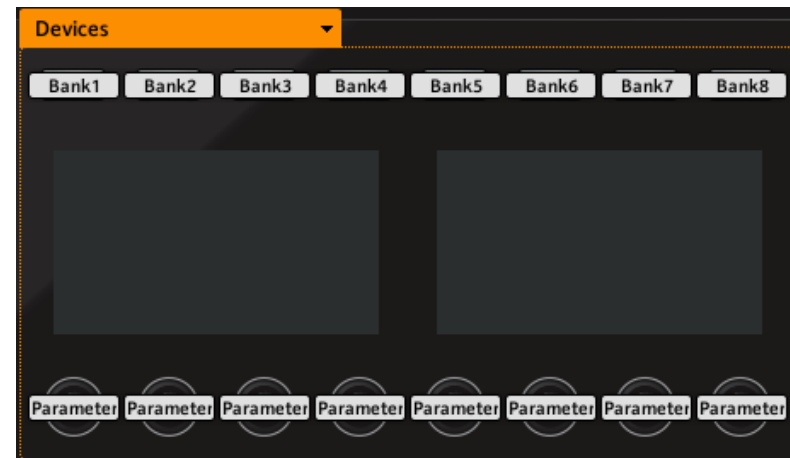 Devices
Bank1 Bank2 Bank3 Bank4 Bank5 Bank6 Bank7 Bank8
Parameter Parameter Parameter Parameter Parameter Parameter Parameter Parameter